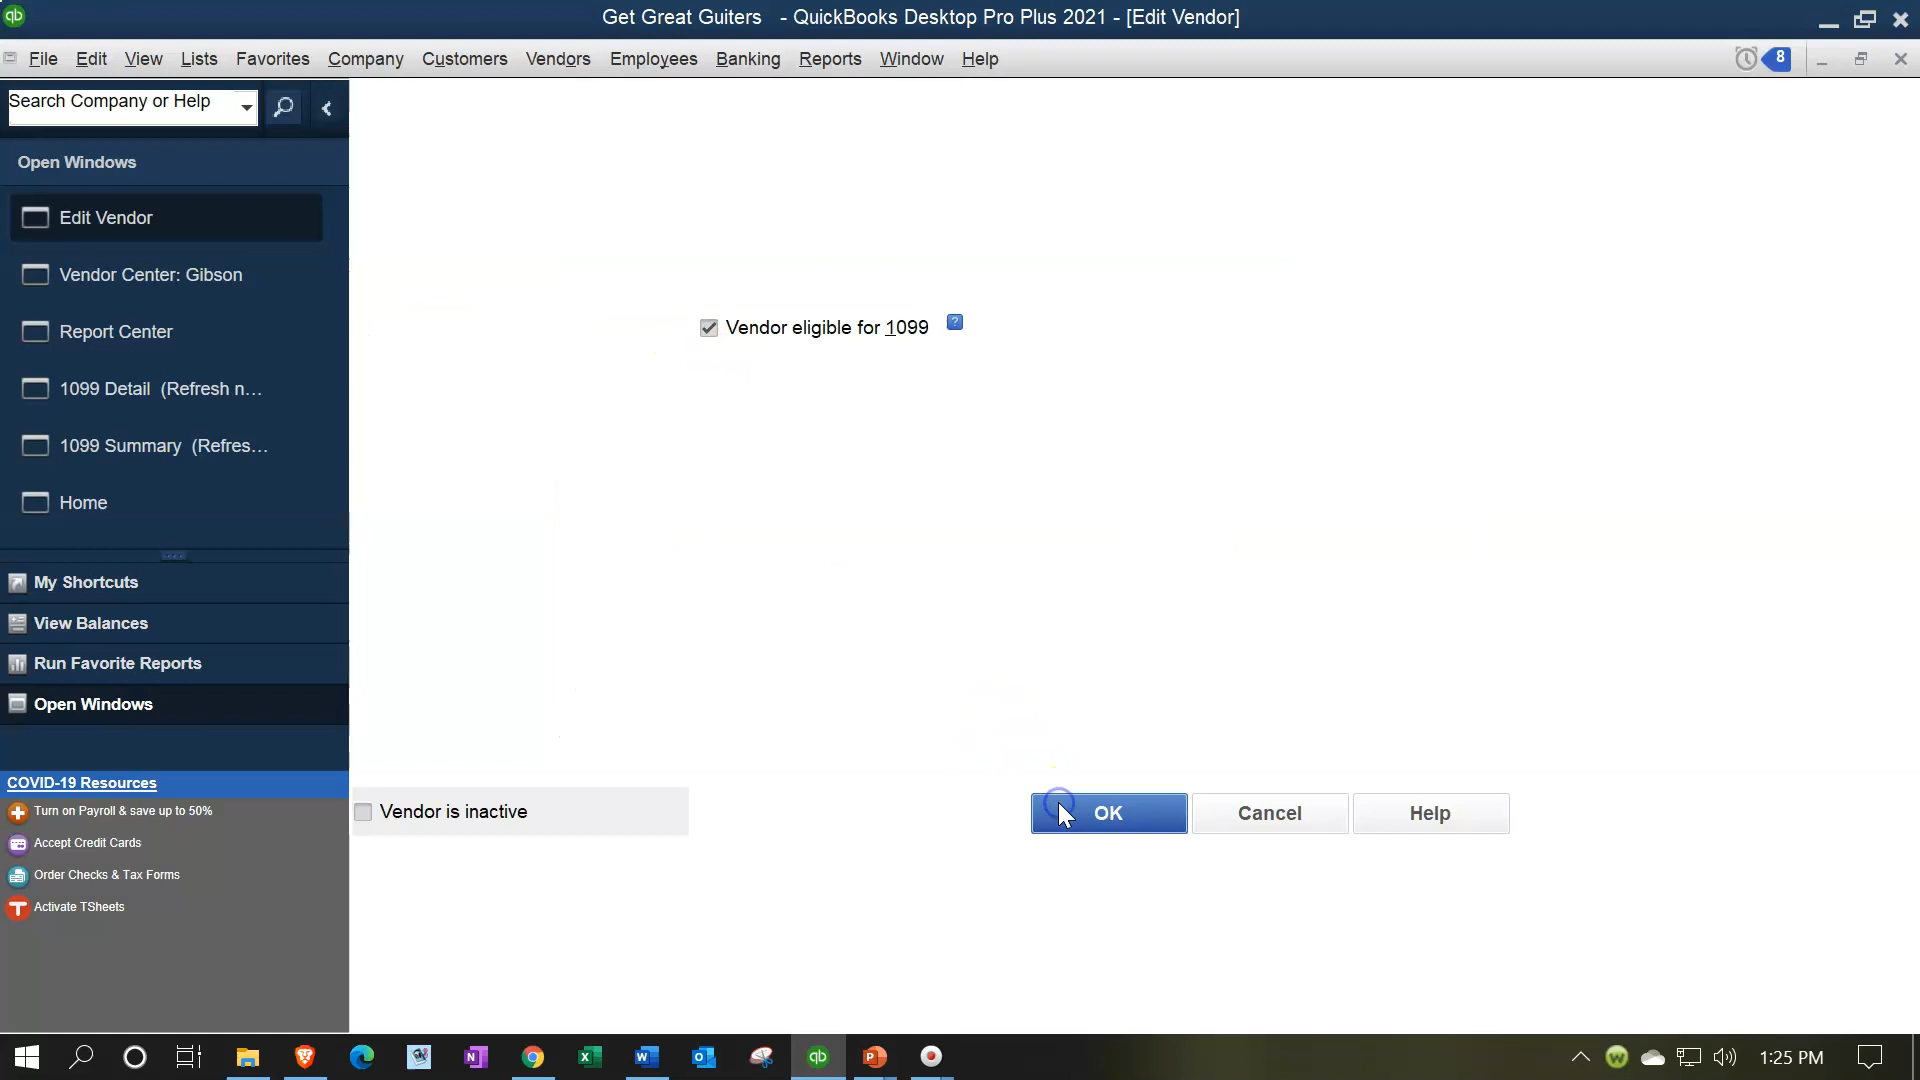 qb Get Great Guiters - QuickBooks Desktop Pro Plus 2021 - [Edit Vendor]
File Edit View Lists Favorites Company Customers Vendors Employees Banking Reports Window Help 8
Search Company or Help
Open Windows
Edit Vendor
Vendor Center: Gibson
Report Center
1099 Detail (Refresh n...
1099 Summary (Refres...
Home
My Shortcuts
View Balances
Run Favorite Reports
Open Windows
COVID-19 Resources
Turn on Payroll & save up to 50%
Accept Credit Cards
Order Checks & Tax Forms
Activate TSheets
Vendor eligible for 1099 ?
Vendor is inactive
OK Cancel Help
1:25 PM